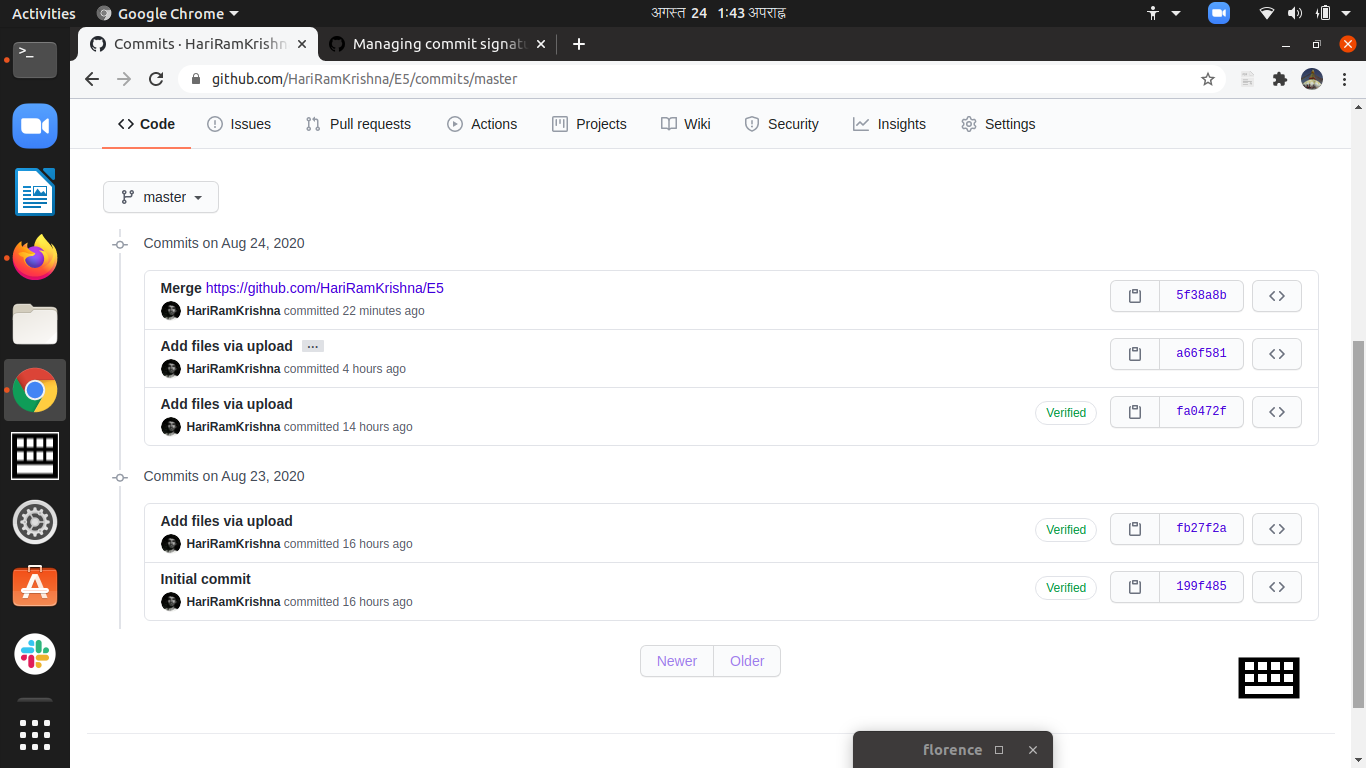 Activities
Google Chrome
अगस्त 24 1:43 अपराह्न
Commits · HariRamKrishn
Managing commit signatu
github.com/HariRamKrishna/E5/commits/master
Code
Issues
Pull requests
Actions
Projects
Wiki
Security
Insights
Settings
master
Commits on Aug 24, 2020
Merge https://github.com/HariRamKrishna/E5
HariRamKrishna committed 22 minutes ago
5f38a8b
Add files via upload ...
HariRamKrishna committed 4 hours ago
a66f581
Add files via upload
HariRamKrishna committed 14 hours ago
Verified
fa0472f
Commits on Aug 23, 2020
Add files via upload
HariRamKrishna committed 16 hours ago
Verified
fb27f2a
Initial commit
HariRamKrishna committed 16 hours ago
Verified
199f485
Newer
Older
florence